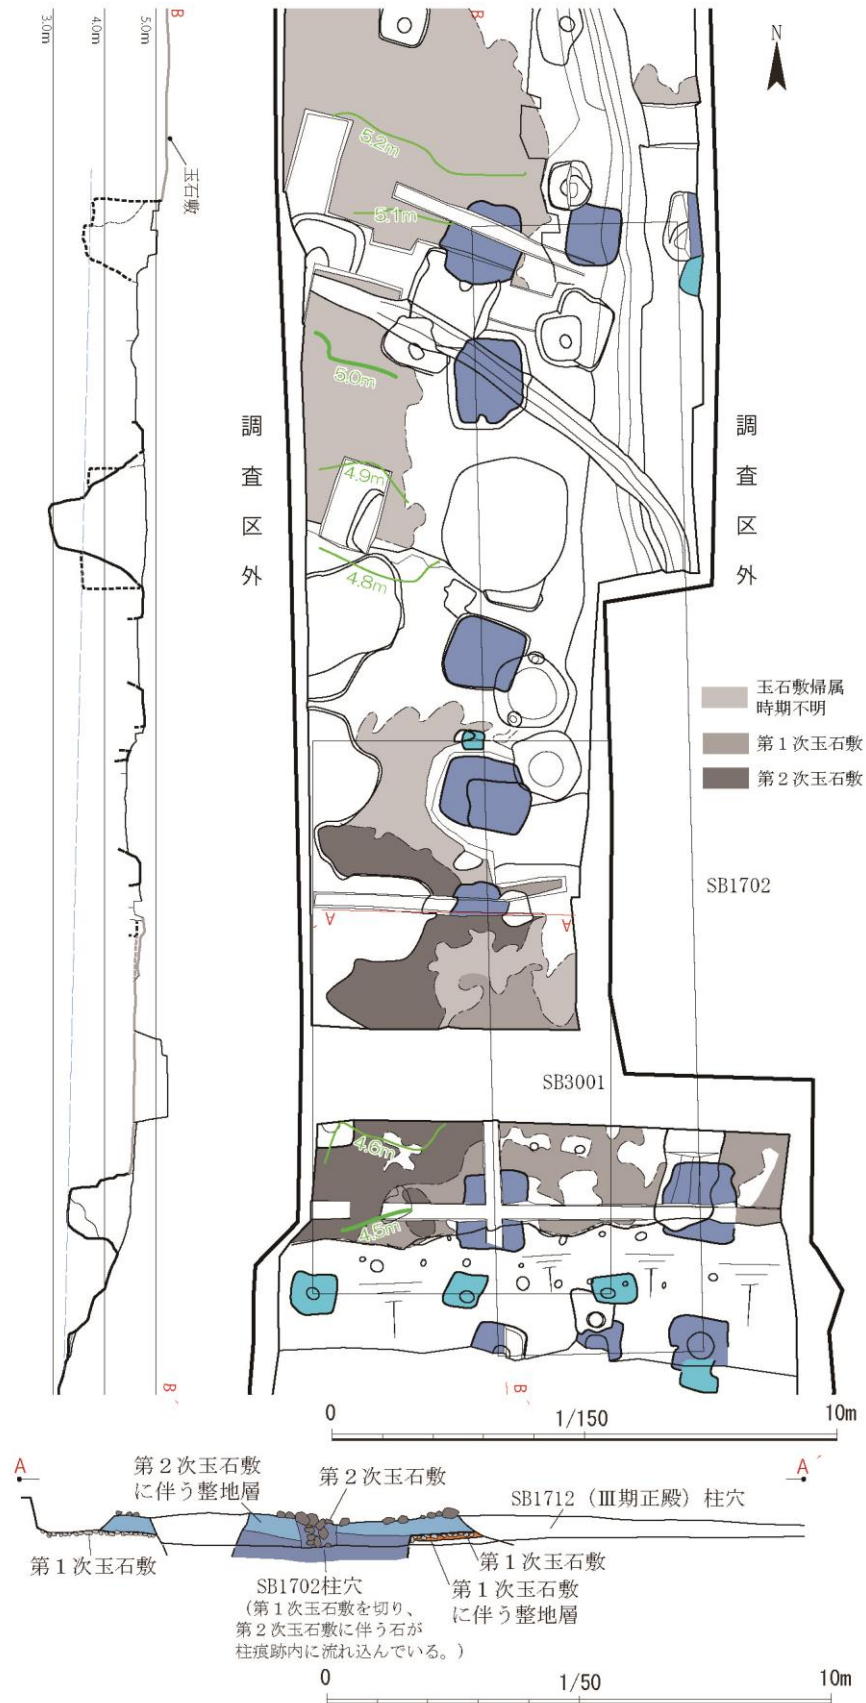 3.0m
4.0m
5.0m
B
B
B
N
玉石敷
5.2m
5.1m
5.0m
4.9m
4.8m
調査区外
調査区外
玉石敷帰属
時期不明
第1次玉石敷
第2次玉石敷
SB1702
A
A´
SB3001
4.6m
4.5m
B´
B´
0
1/150
10m
A
A´
第2次玉石敷
に伴う整地層
第2次玉石敷
SB1712（Ⅲ期正殿）柱穴
第1次玉石敷
SB1702柱穴
（第1次玉石敷を切り、
第2次玉石敷に伴う石が
柱痕跡内に流れ込んでいる。）
第1次玉石敷
第1次玉石敷
に伴う整地層
0
1/50
10m